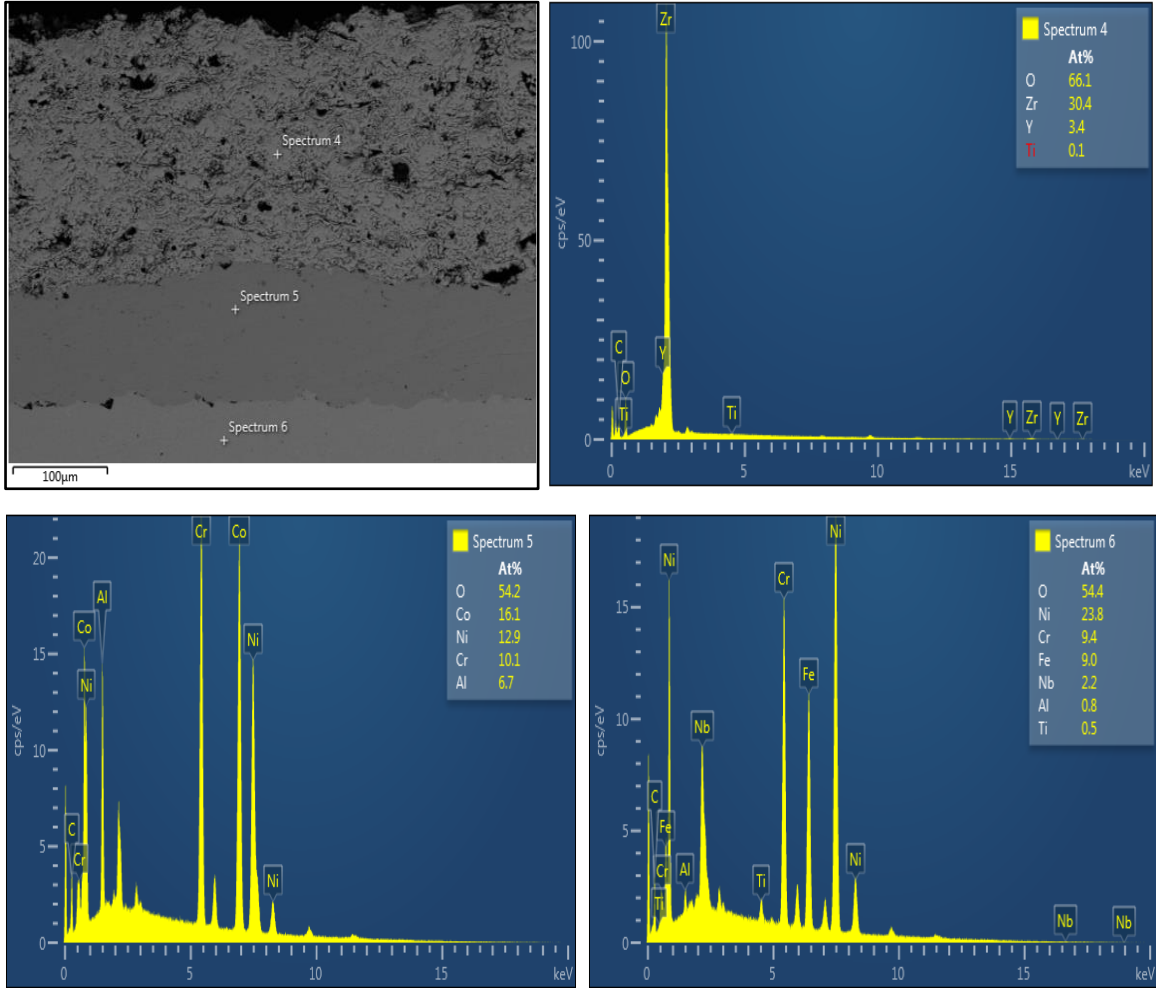 Spectrum 4
Spectrum 5
Spectrum 6
100μm
Spectrum 4
At%
O 66.1
Zr 30.4
Y 3.4
Ti 0.1
Zr
Y
C
O
Ti
Ti
Y
Zr
Y
Zr
100
50
0
cps/eV
0 5 10 15 keV
Spectrum 5
At%
O 54.2
Co 16.1
Ni 12.9
Cr 10.1
Al 6.7
Cr
Co
Al
Co
Ni
Ni
C
Cr
Ni
20
15
10
5
0
cps/eV
0 5 10 keV
Spectrum 6
At%
O 54.4
Ni 23.8
Cr 9.4
Fe 9.0
Nb 2.2
Al 0.8
Ti 0.5
Ni
Ni
Cr
Fe
Nb
C
Fe
Cr
Ti
Al
Ti
Ni
Nb
Nb
15
10
5
0
cps/eV
0 5 10 15 keV